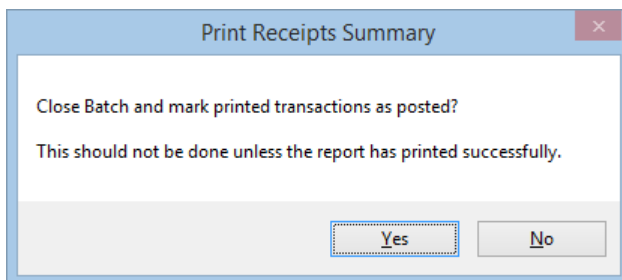 Print Receipts Summary
Close Batch and mark printed transactions as posted?
This should not be done unless the report has printed successfully.
Yes
No